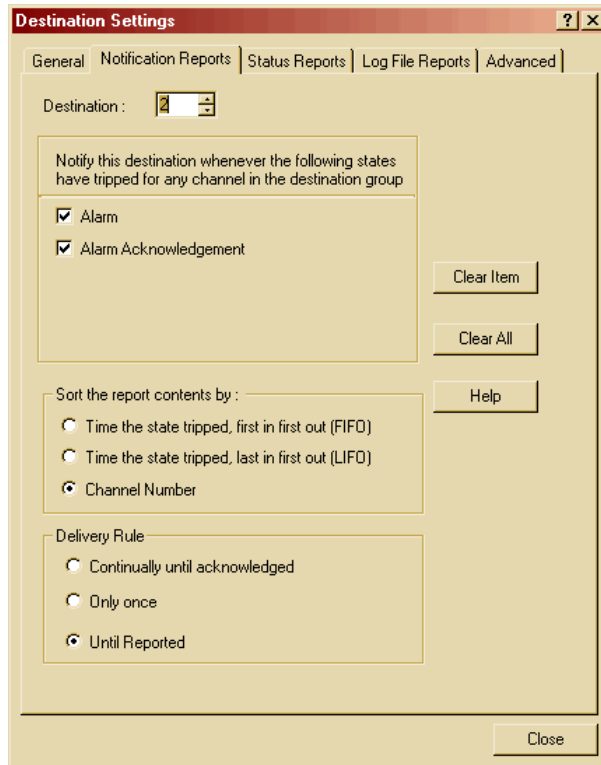 Destination Settings
General Notification Reports Status Reports Log File Reports Advanced
Destination : 2
Notify this destination whenever the following states
have tripped for any channel in the destination group
Alarm
Alarm Acknowledgement
Clear Item
Clear All
Help
Sort the report contents by :
Time the state tripped, first in first out (FIFO)
Time the state tripped, last in first out (LIFO)
Channel Number
Delivery Rule
Continually until acknowledged
Only once
Until Reported
Close